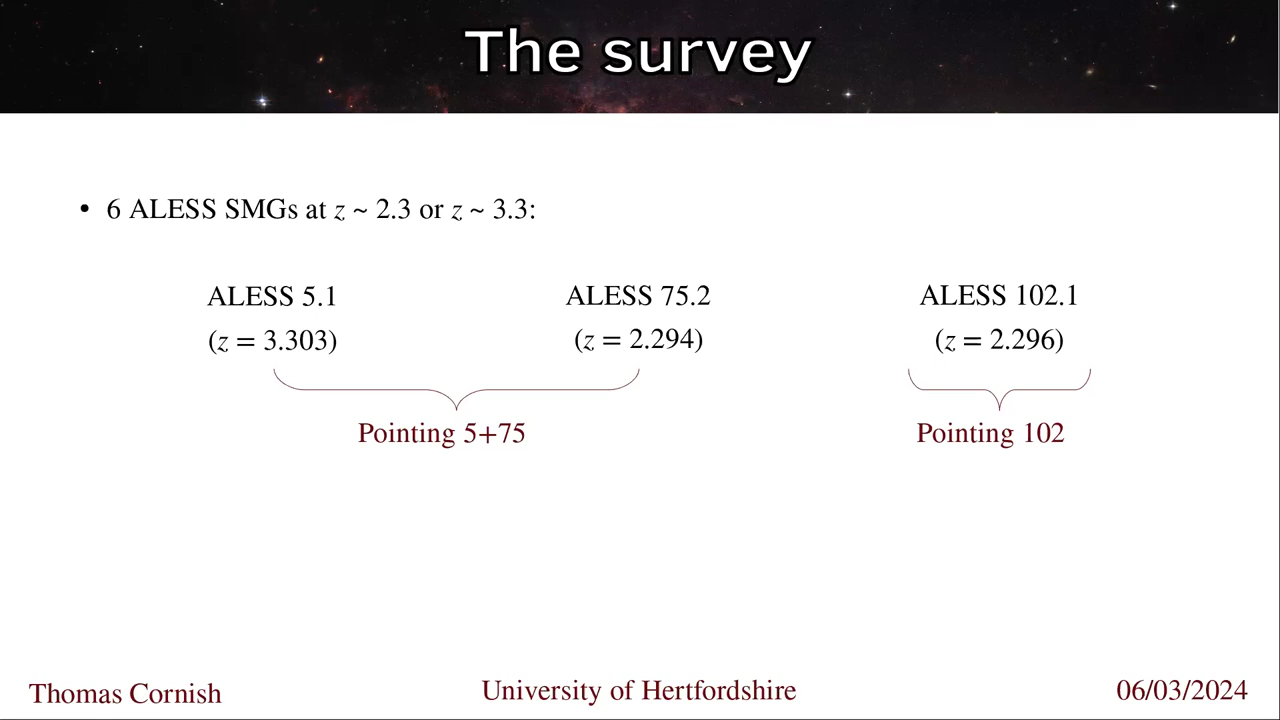 The survey
• 6 ALESS SMGs at z ~ 2.3 or z ~ 3.3:
ALESS 5.1
(z = 3.303)
ALESS 75.2
(z = 2.294)
ALESS 102.1
(z = 2.296)
Pointing 5+75
Pointing 102
Thomas Cornish
University of Hertfordshire
06/03/2024